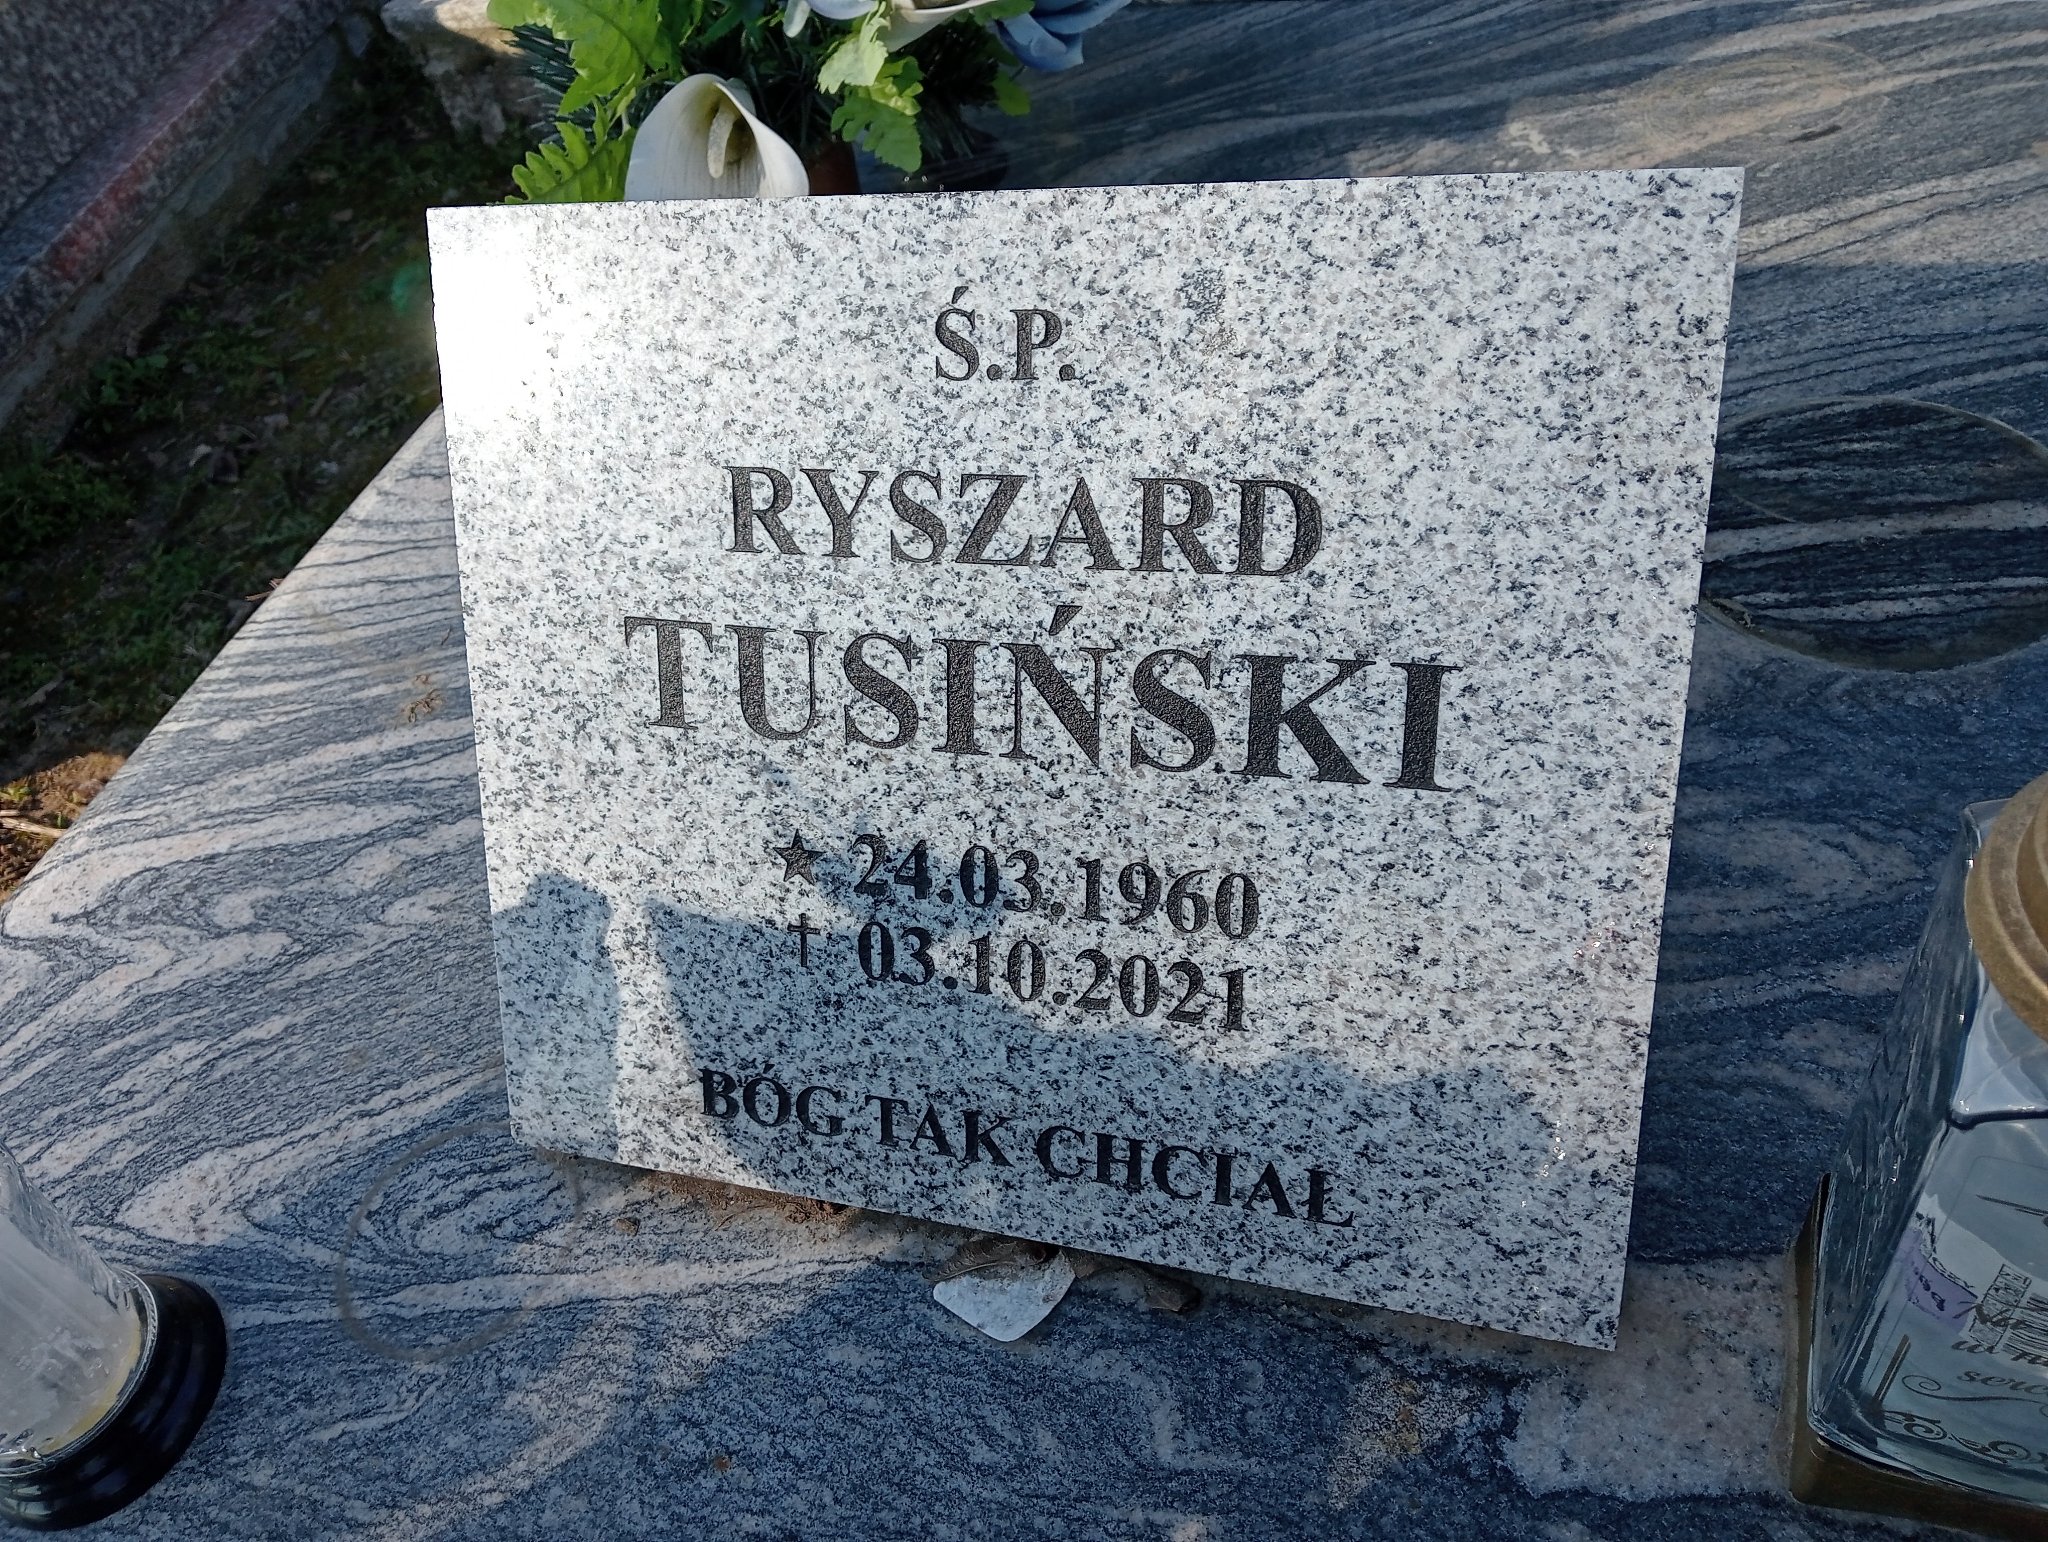 Ś.P.
RYSZARD
TUSIŃSKI
★ 24.03.1960
✝ 03.10.2021
BÓG TAK CHCIAŁ